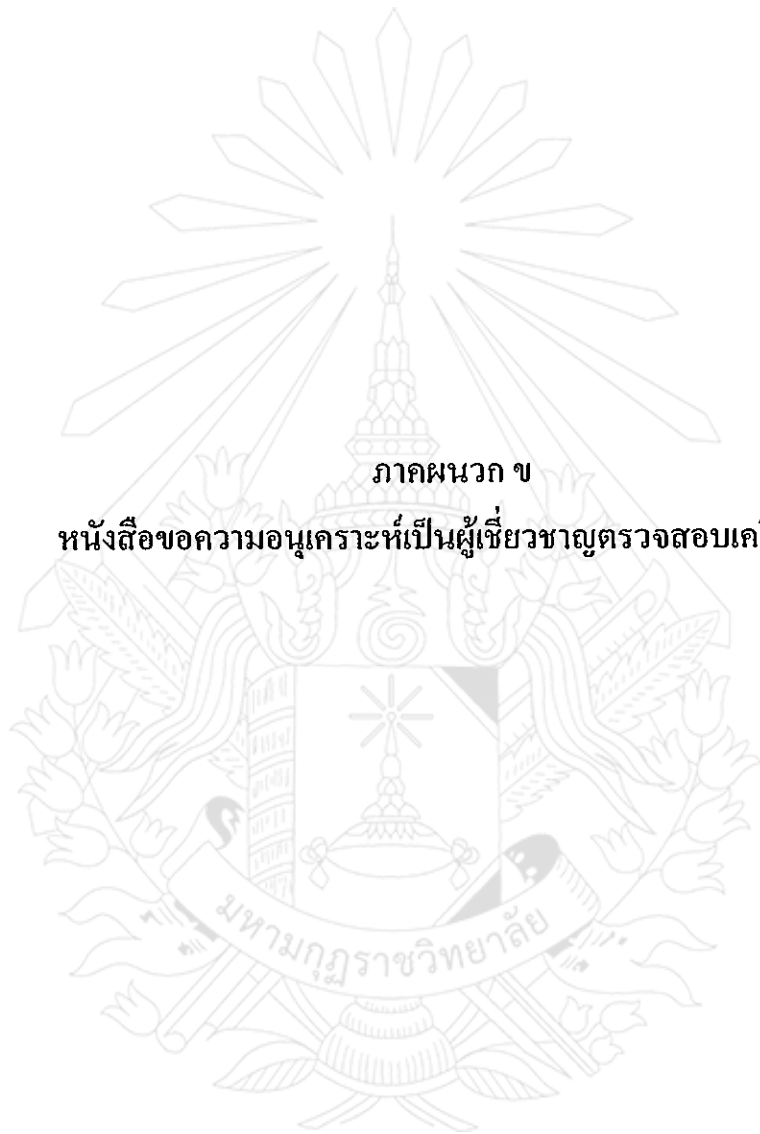 ภาคผนวก ข
หนังสือขอความอนุเคราะห์เป็นผู้เชี่ยวชาญตรวจสอบเค
มหามกุฏราชวิทยาลัย